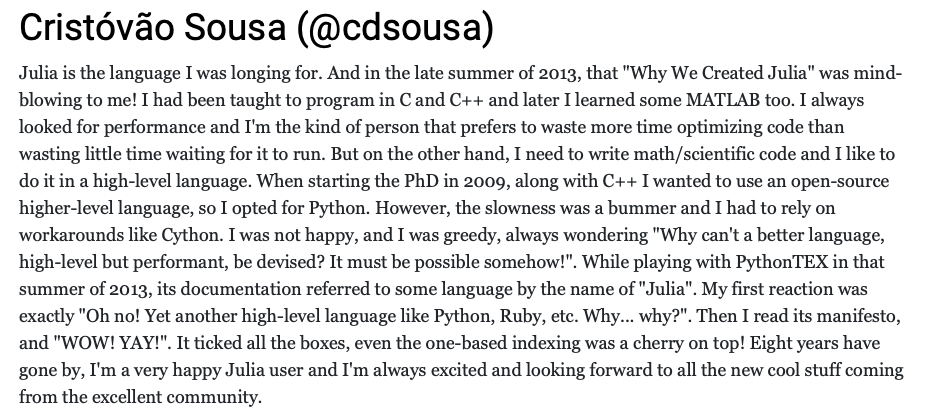 Cristóvão Sousa (@cdsousa)
Julia is the language I was longing for. And in the late summer of 2013, that "Why We Created Julia" was mind-
blowing to me! I had been taught to program in C and C++ and later I learned some MATLAB too. I always
looked for performance and I'm the kind of person that prefers to waste more time optimizing code than
wasting little time waiting for it to run. But on the other hand, I need to write math/scientific code and I like to
do it in a high-level language. When starting the PhD in 2009, along with C++ I wanted to use an open-source
higher-level language, so I opted for Python. However, the slowness was a bummer and I had to rely on
workarounds like Cython. I was not happy, and I was greedy, always wondering "Why can't a better language,
high-level but performant, be devised? It must be possible somehow!". While playing with PythonTEX in that
summer of 2013, its documentation referred to some language by the name of "Julia". My first reaction was
exactly "Oh no! Yet another high-level language like Python, Ruby, etc. Why... why?". Then I read its manifesto,
and "WOW! YAY!". It ticked all the boxes, even the one-based indexing was a cherry on top! Eight years have
gone by, I'm a very happy Julia user and I'm always excited and looking forward to all the new cool stuff coming
from the excellent community.